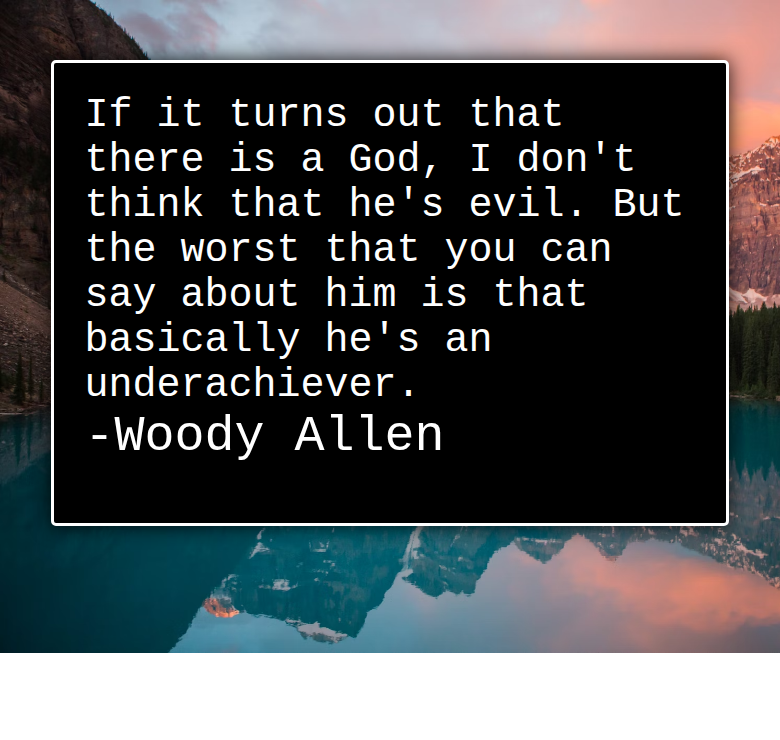 If it turns out that
there is a God, I don't
think that he's evil. But
the worst that you can
say about him is that
basically he's an
underachiever.
-Woody Allen